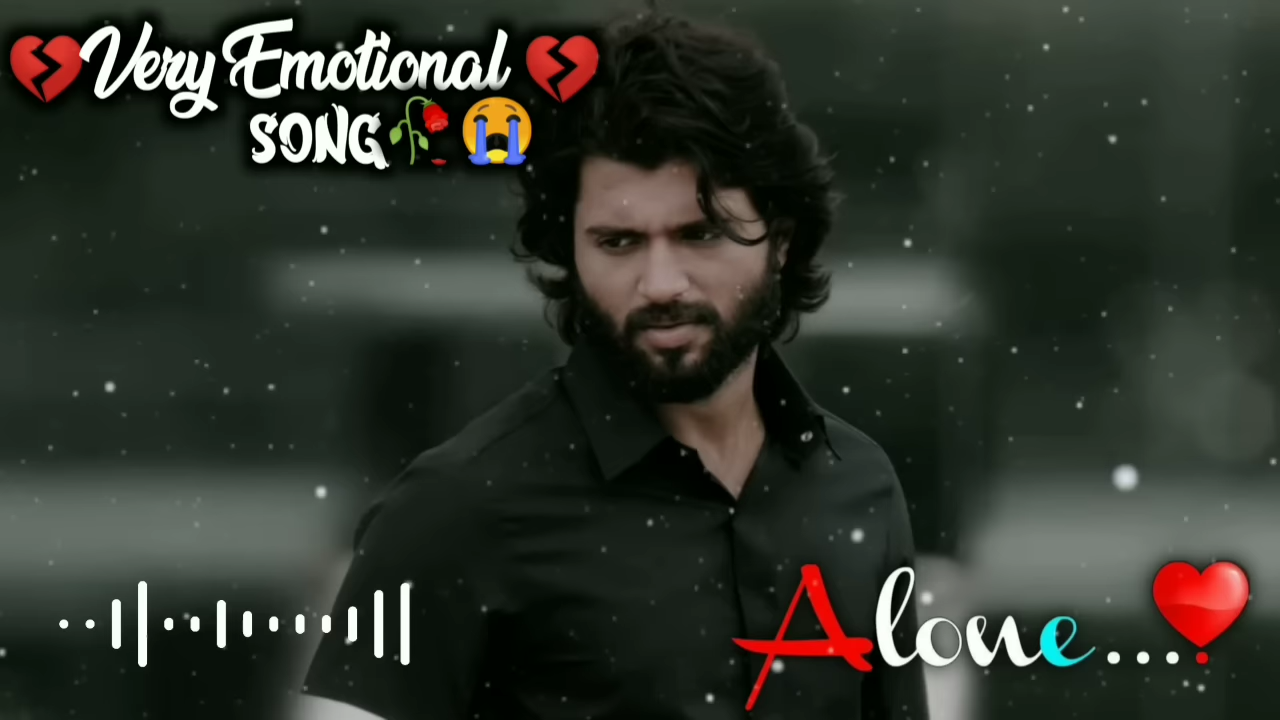 💔Very Emotional💔
SONG🥀😭
Alone....❤️